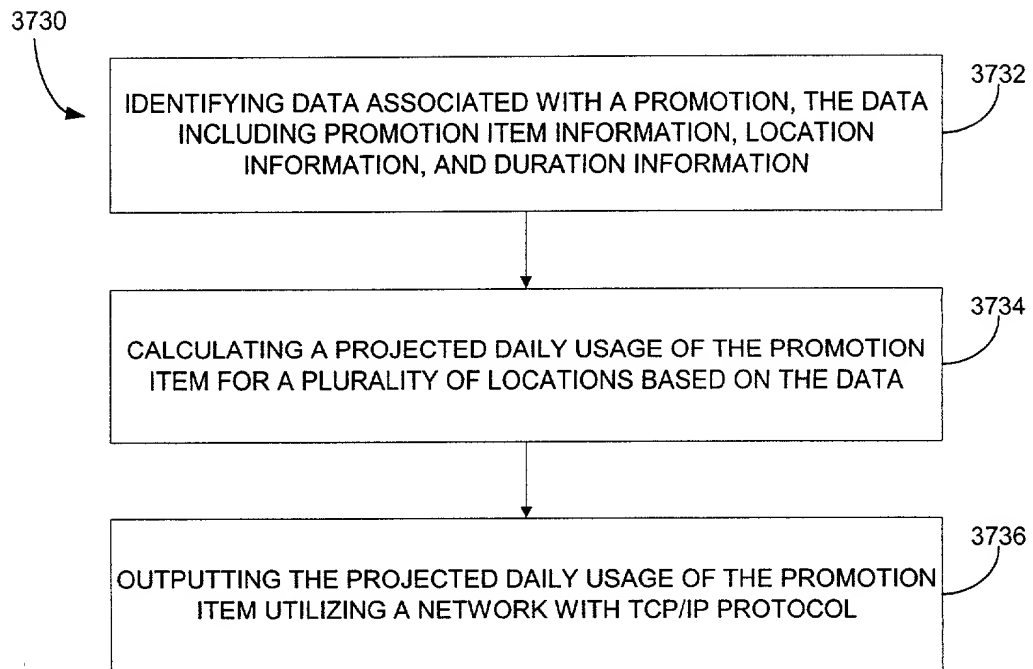 3730
3732
IDENTIFYING DATA ASSOCIATED WITH A PROMOTION, THE DATA
INCLUDING PROMOTION ITEM INFORMATION, LOCATION
INFORMATION, AND DURATION INFORMATION
3734
CALCULATING A PROJECTED DAILY USAGE OF THE PROMOTION
ITEM FOR A PLURALITY OF LOCATIONS BASED ON THE DATA
3736
OUTPUTTING THE PROJECTED DAILY USAGE OF THE PROMOTION
ITEM UTILIZING A NETWORK WITH TCP/IP PROTOCOL